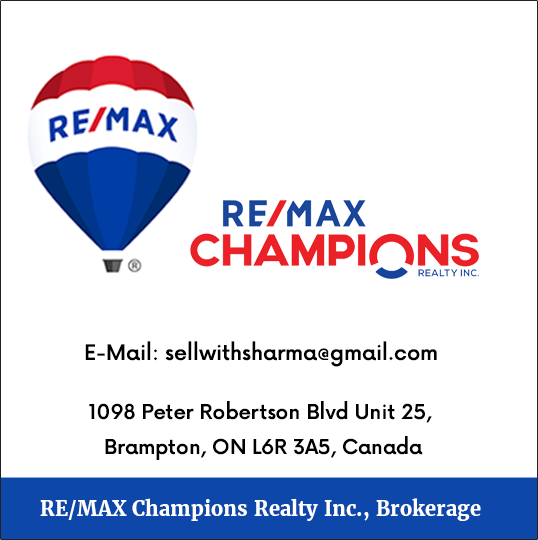 RE/MAX
®
RE/MAX
CHAMPIONS
REALTY INC.
E-Mail: sellwithsharma@gmail.com
1098 Peter Robertson Blvd Unit 25,
Brampton, ON L6R 3A5, Canada
RE/MAX Champions Realty Inc., Brokerage